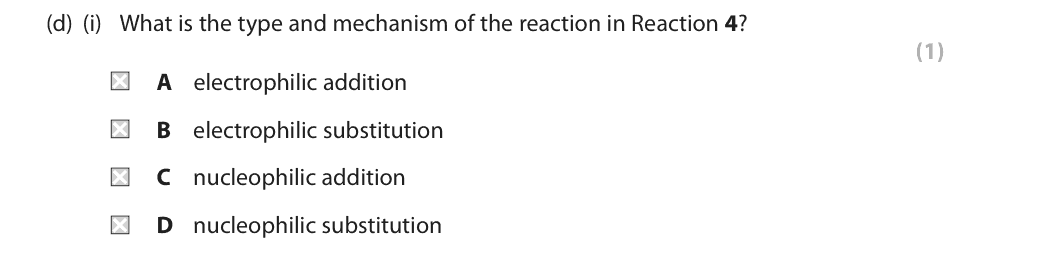 (d) (i) What is the type and mechanism of the reaction in Reaction 4?
(1)
A electrophilic addition
B electrophilic substitution
C nucleophilic addition
D nucleophilic substitution